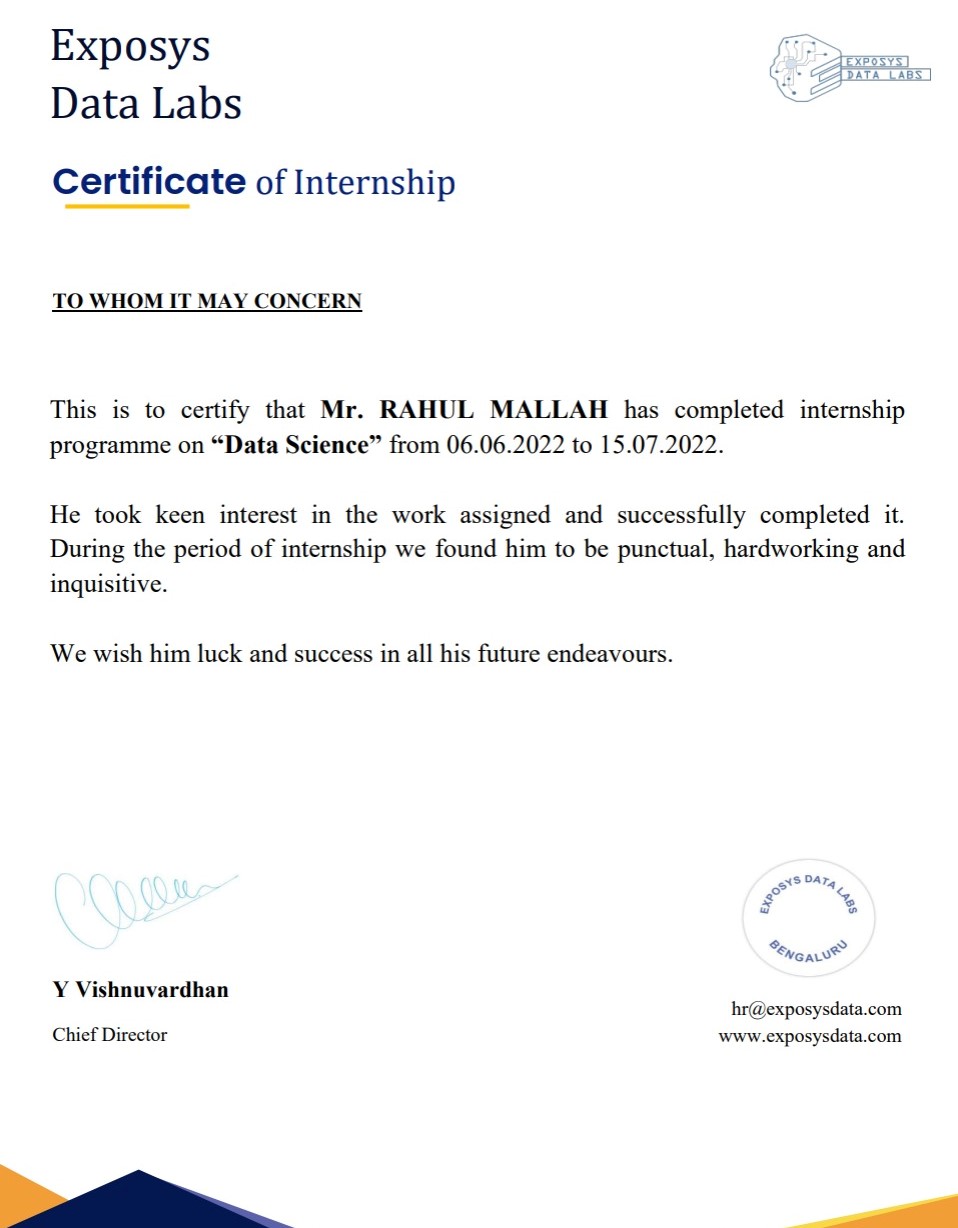 Exposys
Data Labs
EXPOSYS
DATA LABS
Certificate of Internship
TO WHOM IT MAY CONCERN
This is to certify that Mr. RAHUL MALLAH has completed internship
programme on “Data Science” from 06.06.2022 to 15.07.2022.
He took keen interest in the work assigned and successfully completed it.
During the period of internship we found him to be punctual, hardworking and
inquisitive.
We wish him luck and success in all his future endeavours.
EXPOSYS DATA LABS
BENGALURU
Y Vishnuvardhan
Chief Director
hr@exposysdata.com
www.exposysdata.com